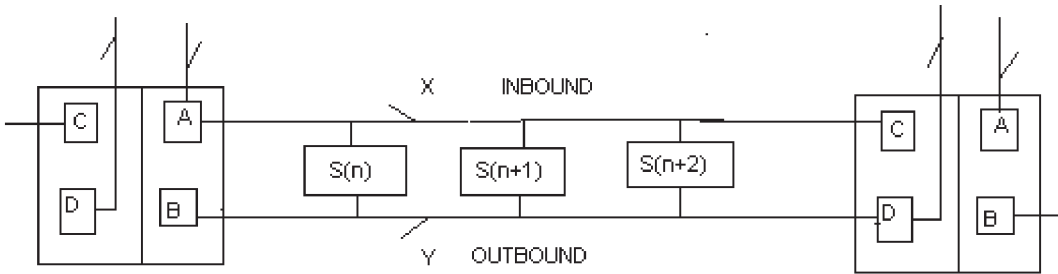 X INBOUND
C A C A
S(n) S(n+1) S(n+2)
D B D B
Y OUTBOUND